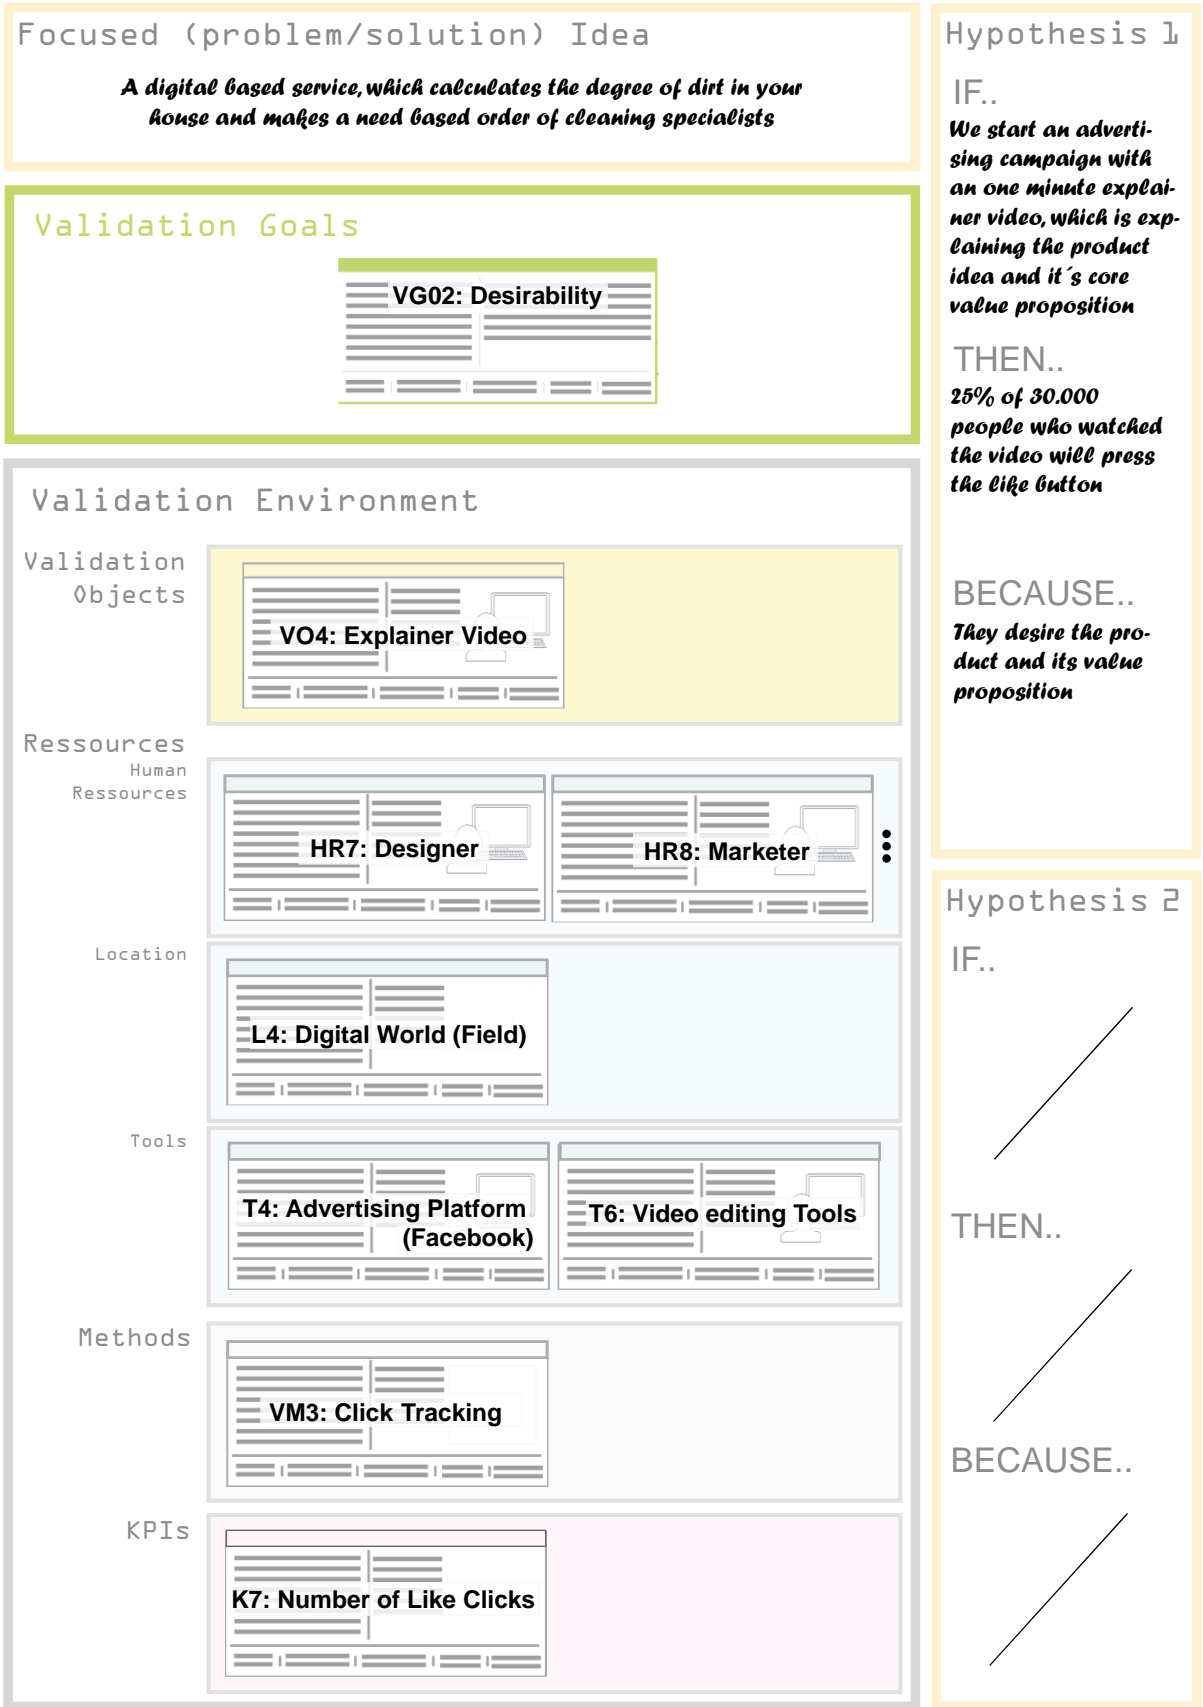 Focused (problem/solution) Idea
A digital based service, which calculates the degree of dirt in your
house and makes a need based order of cleaning specialists
Validation Goals
VG02: Desirability
Validation Environment
Validation
Objects
VO4: Explainer Video
Ressources
Human
Ressources
HR7: Designer
HR8: Marketer
Location
L4: Digital World (Field)
Tools
T4: Advertising Platform
(Facebook)
T6: Video editing Tools
Methods
VM3: Click Tracking
KPIs
K7: Number of Like Clicks
Hypothesis 1
IF..
We start an adverti-
sing campaign with
an one minute explai-
ner video, which is exp-
laining the product
idea and it´s core
value proposition
THEN..
25% of 30.000
people who watched
the video will press
the like button
BECAUSE..
They desire the pro-
duct and its value
proposition
Hypothesis 2
IF..
THEN..
BECAUSE..